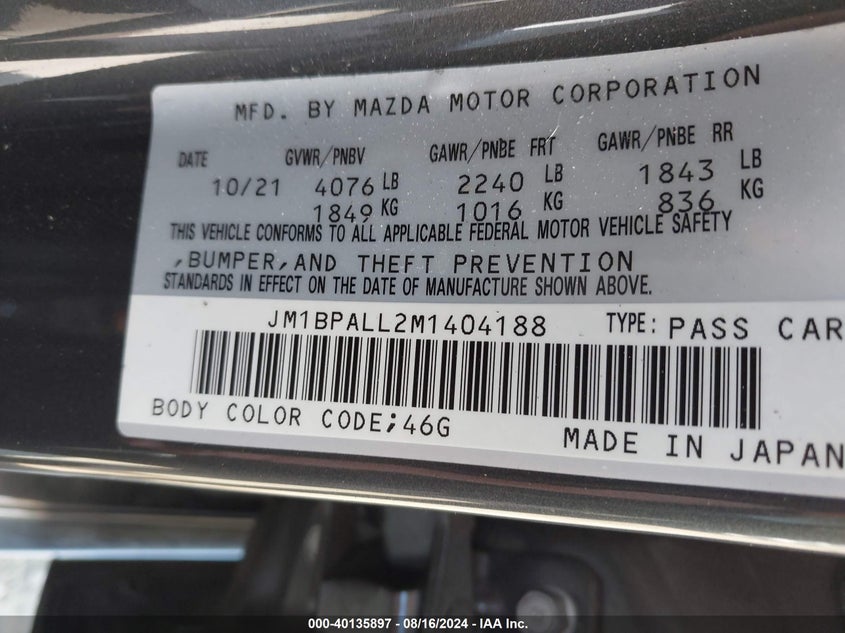 MFD. BY MAZDA MOTOR CORPORATION
DATE GVWR/PNBV GAWR/PNBE FRT GAWR/PNBE RR
10/21 4076 LB 2240 LB 1843 LB
1849 KG 1016 KG 836 KG
THIS VEHICLE CONFORMS TO ALL APPLICABLE FEDERAL MOTOR VEHICLE SAFETY
,BUMPER,AND THEFT PREVENTION
STANDARDS IN EFFECT ON THE DATE OF MANUFACTURE SHOWN ABOVE.
JM1BPALL2M1404188 TYPE: PASS CAR
BODY COLOR CODE;46G
MADE IN JAPAN
000-40135897 - 08/16/2024 - IAA Inc.